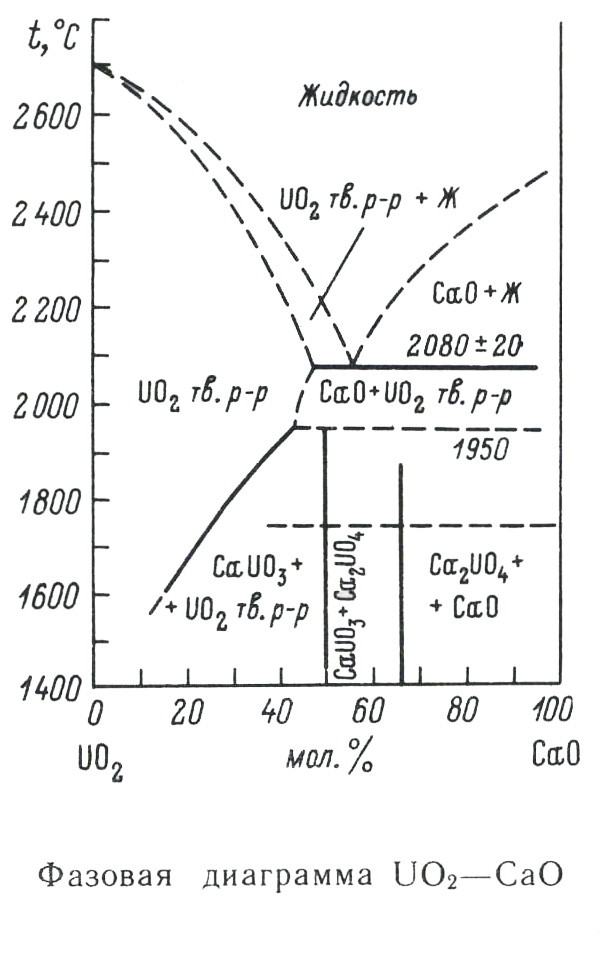 t,°C
2600
2400
2200
2000
1800
1600
1400
Жидкость
UO₂ тв. р-р + Ж
CaO + Ж
2080 ± 20
UO₂ тв. р-р
CaO + UO₂ тв. р-р
1950
CaUO₃ +
+ UO₂ тв. р-р
CaUO₃ + Ca₂UO₄
Ca₂UO₄ +
+ CaO
0 20 40 60 80 100
UO₂ мол. % CaO
Фазовая диаграмма UO₂—CaO